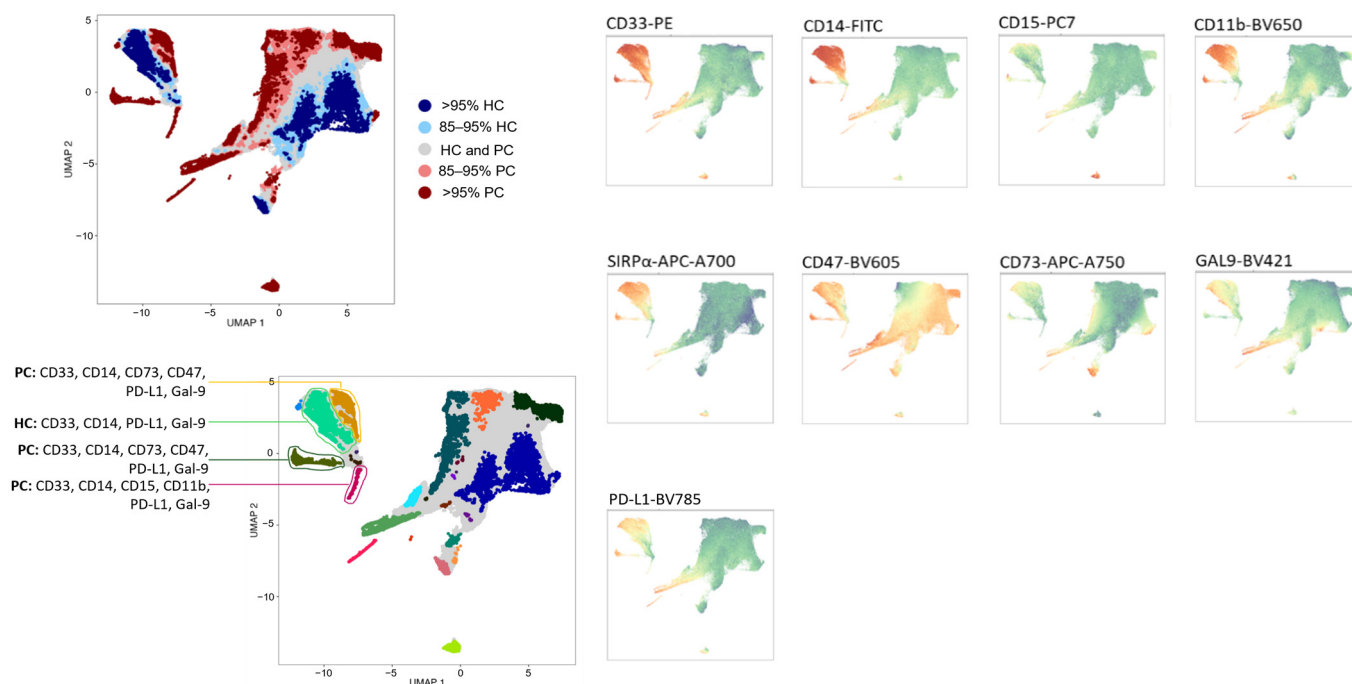 5
0
−5
−10
UMAP 2
−10
−5
0
5
UMAP 1
>95% HC
85–95% HC
HC and PC
85–95% PC
>95% PC
CD33-PE
CD14-FITC
CD15-PC7
CD11b-BV650
SIRPα-APC-A700
CD47-BV605
CD73-APC-A750
GAL9-BV421
PD-L1-BV785
PC: CD33, CD14, CD73, CD47,
PD-L1, Gal-9
HC: CD33, CD14, PD-L1, Gal-9
PC: CD33, CD14, CD73, CD47,
PD-L1, Gal-9
PC: CD33, CD14, CD15, CD11b,
PD-L1, Gal-9
5
0
−5
−10
UMAP 2
−10
−5
0
5
UMAP 1